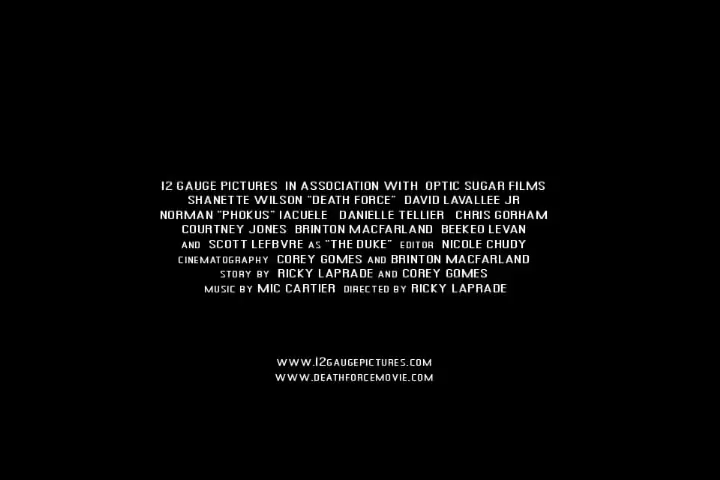 12 GAUGE PICTURES IN ASSOCIATION WITH OPTIC SUGAR FILMS
SHANETTE WILSON "DEATH FORCE" DAVID LAVALLEE JR
NORMAN "PHOKUS" IACUELE DANIELLE TELLIER CHRIS GORHAM
COURTNEY JONES BRINTON MACFARLAND BEEKEO LEVAN
AND SCOTT LEFBVRE AS "THE DUKE" EDITOR NICOLE CHUDY
CINEMATOGRAPHY COREY GOMES AND BRINTON MACFARLAND
STORY BY RICKY LAPRADE AND COREY GOMES
MUSIC BY MIC CARTIER DIRECTED BY RICKY LAPRADE
WWW.12GAUGEPICTURES.COM
WWW.DEATHFORCEMOVIE.COM